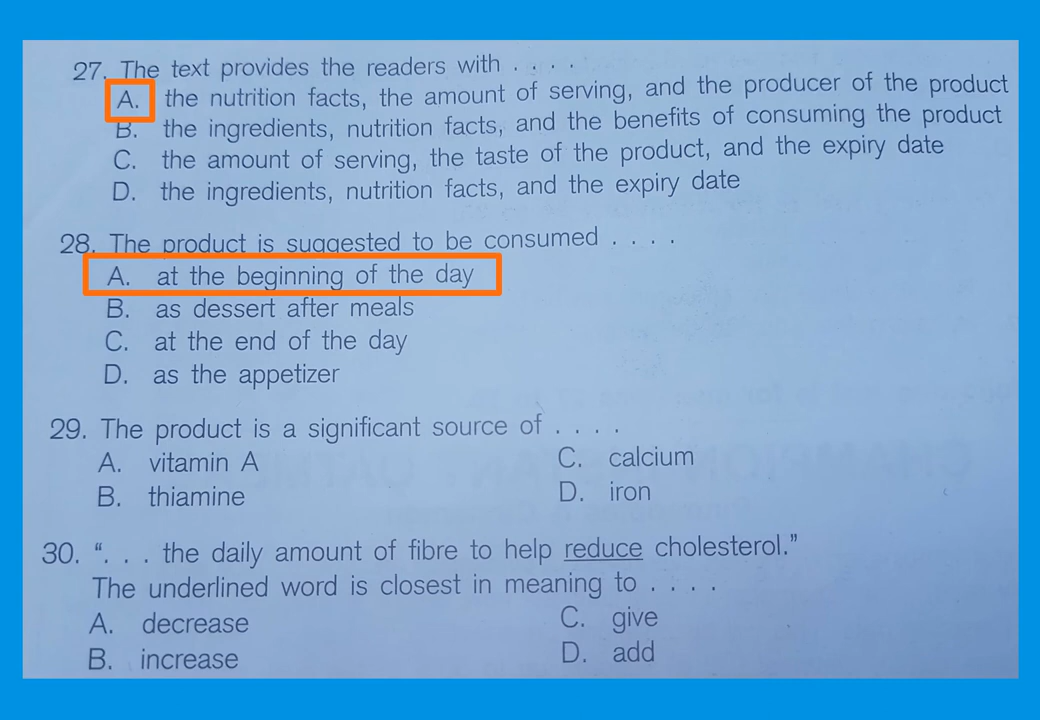 27. The text provides the readers with . . . .
A. the nutrition facts, the amount of serving, and the producer of the product
B. the ingredients, nutrition facts, and the benefits of consuming the product
C. the amount of serving, the taste of the product, and the expiry date
D. the ingredients, nutrition facts, and the expiry date
28. The product is suggested to be consumed . . . .
A. at the beginning of the day
B. as dessert after meals
C. at the end of the day
D. as the appetizer
29. The product is a significant source of . . . .
A. vitamin A
B. thiamine
C. calcium
D. iron
30. “. . . the daily amount of fibre to help reduce cholesterol.”
The underlined word is closest in meaning to . . . .
A. decrease
B. increase
C. give
D. add